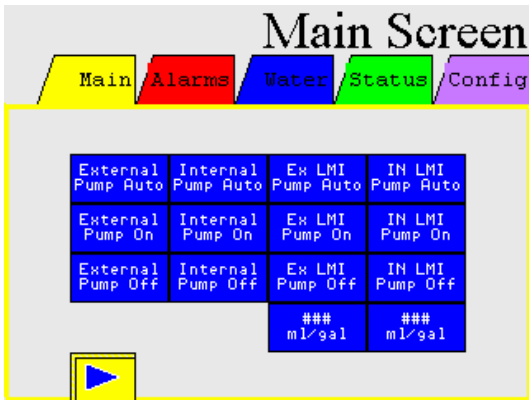 Main Screen
Main Alarms Water Status Config
External Internal Ex LMI IN LMI
Pump Auto Pump Auto Pump Auto Pump Auto
External Internal Ex LMI IN LMI
Pump On Pump On Pump On Pump On
External Internal Ex LMI IN LMI
Pump Off Pump Off Pump Off Pump Off
### ###
ml/gal ml/gal